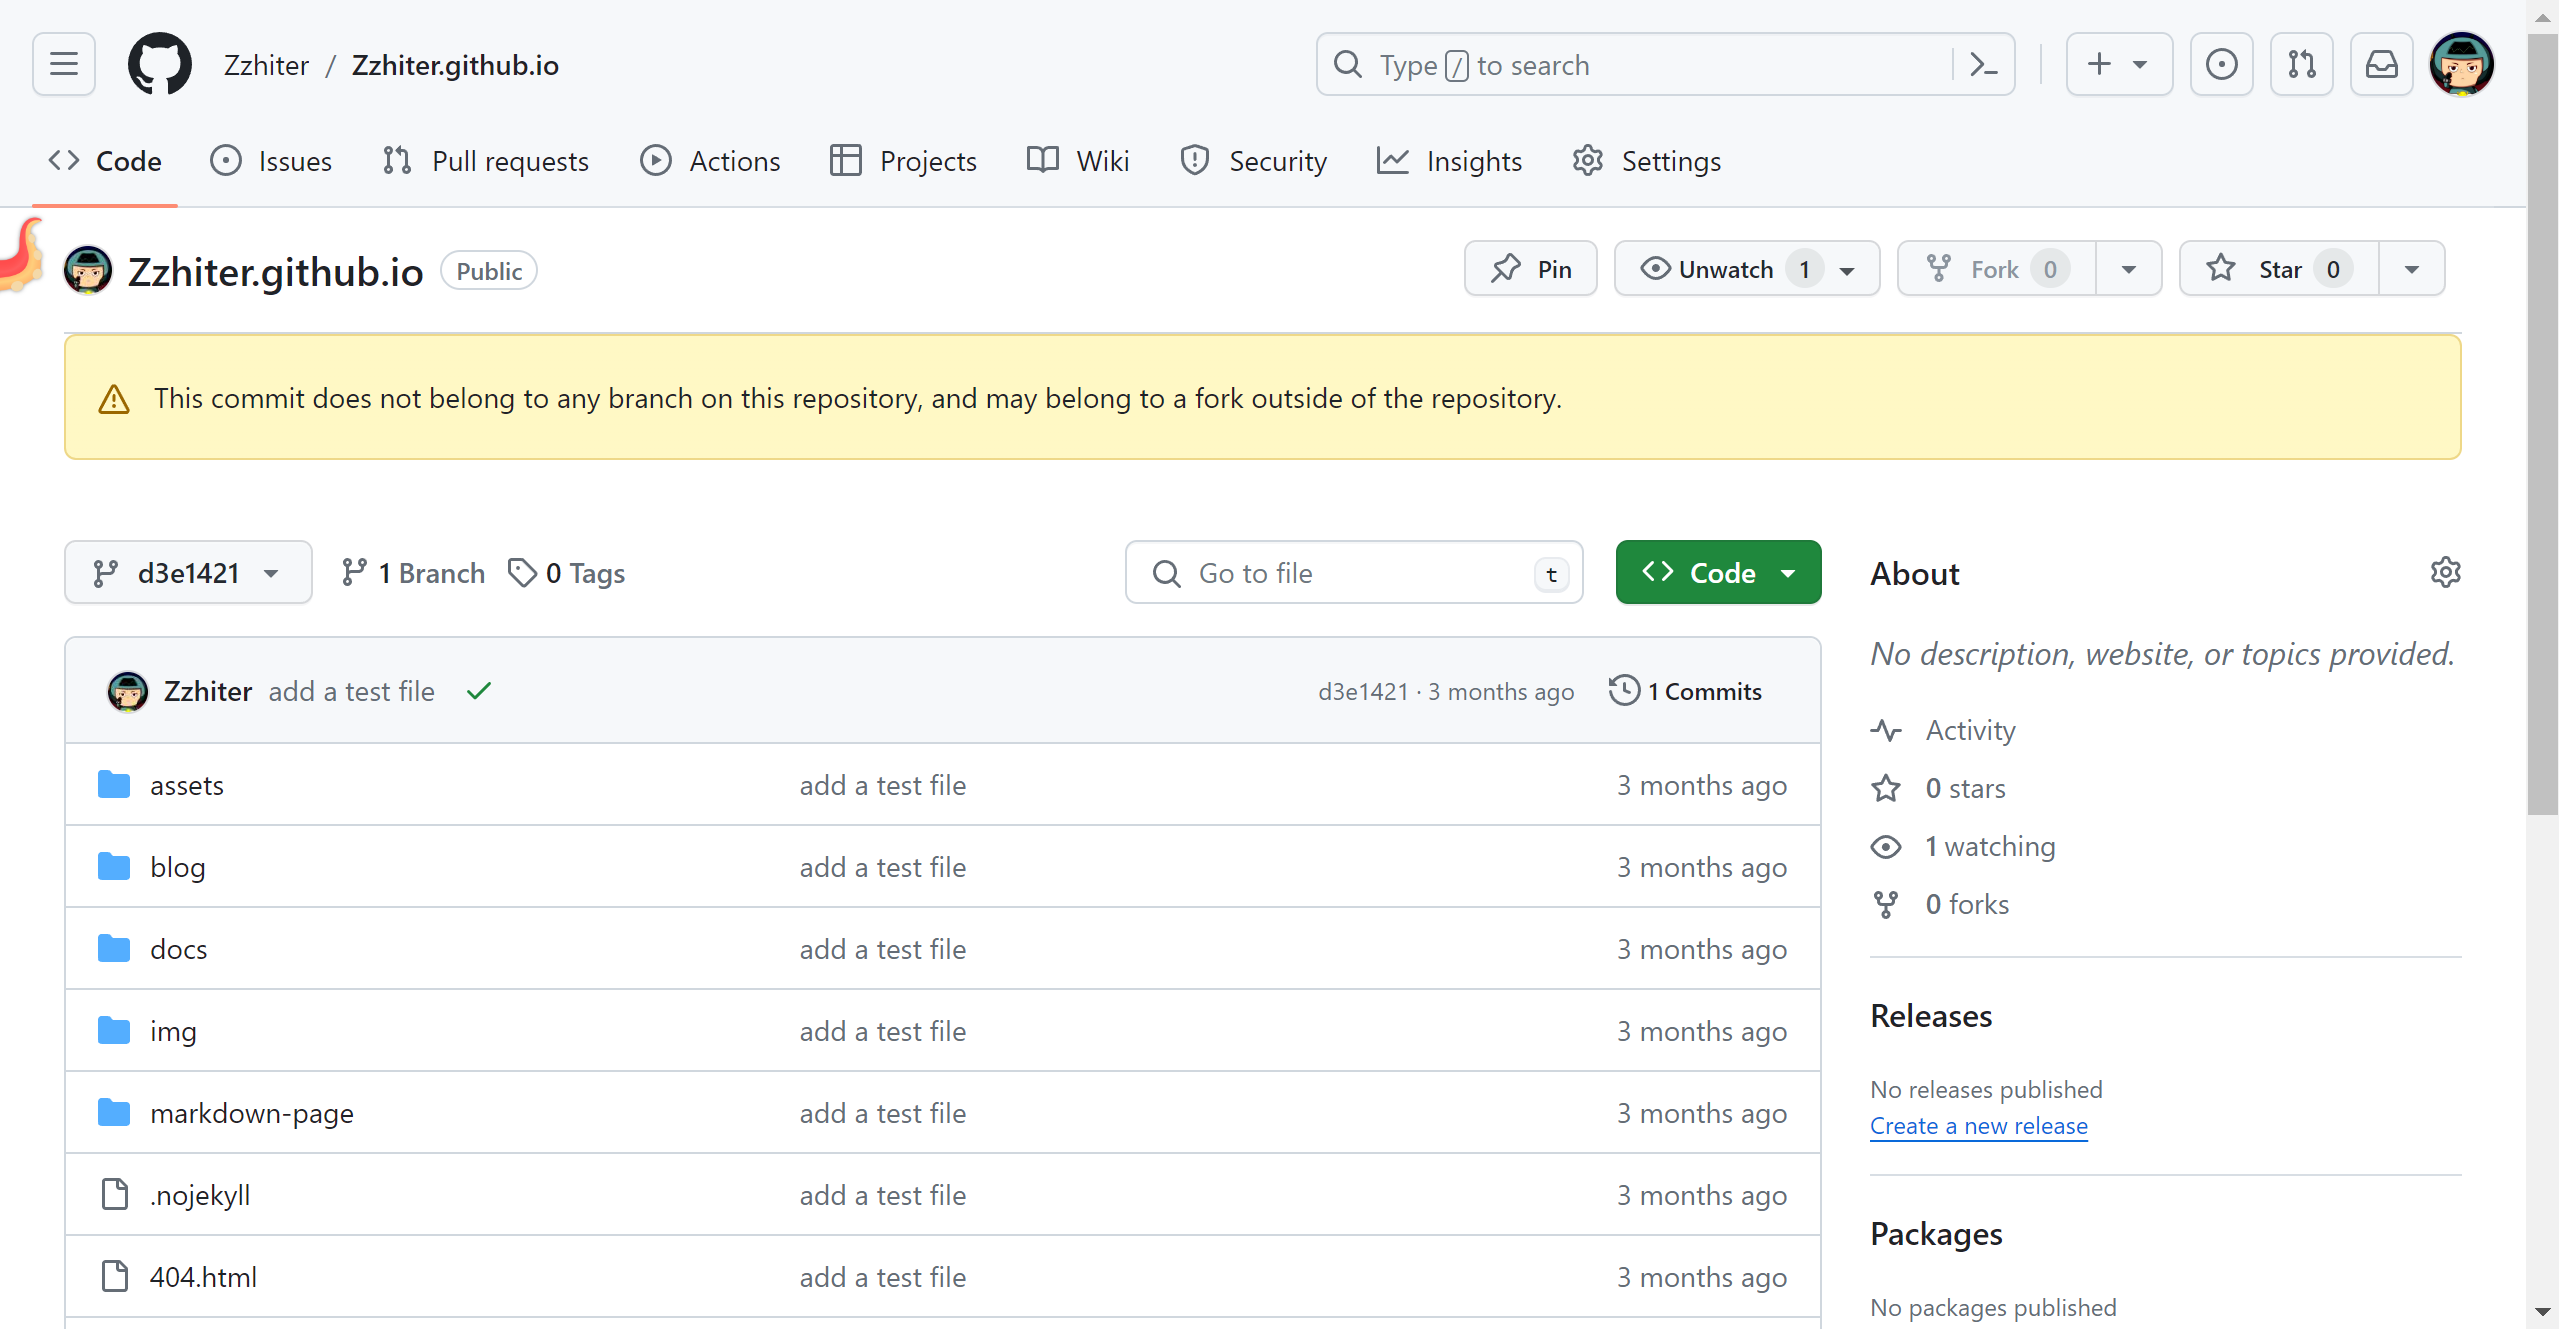 Zzhiter / Zzhiter.github.io
Type / to search
Code Issues Pull requests Actions Projects Wiki Security Insights Settings
Zzhiter.github.io Public Pin Unwatch 1 Fork 0 Star 0
This commit does not belong to any branch on this repository, and may belong to a fork outside of the repository.
d3e1421 1 Branch 0 Tags Go to file t Code
Zzhiter add a test file d3e1421 · 3 months ago 1 Commits
assets add a test file 3 months ago
blog add a test file 3 months ago
docs add a test file 3 months ago
img add a test file 3 months ago
markdown-page add a test file 3 months ago
.nojekyll add a test file 3 months ago
404.html add a test file 3 months ago
About
No description, website, or topics provided.
Activity
0 stars
1 watching
0 forks
Releases
No releases published
Create a new release
Packages
No packages published